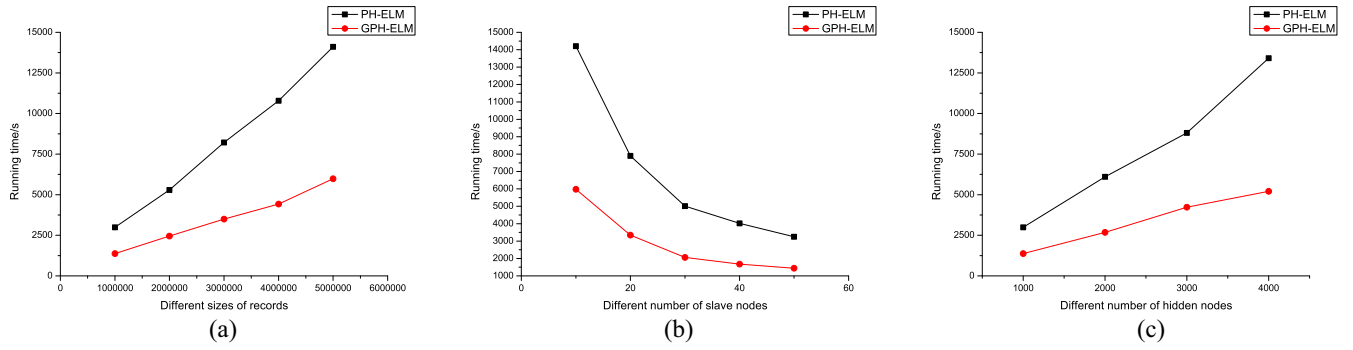 PH-ELM
GPH-ELM
15000
12500
10000
7500
5000
2500
0
Running time/s
0 1000000 2000000 3000000 4000000 5000000 6000000
Different sizes of records
(a)
PH-ELM
GPH-ELM
15000
14000
13000
12000
11000
10000
9000
8000
7000
6000
5000
4000
3000
2000
1000
Running time/s
0 20 40 60
Different number of slave nodes
(b)
PH-ELM
GPH-ELM
15000
12500
10000
7500
5000
2500
0
Running time/s
1000 2000 3000 4000
Different number of hidden nodes
(c)